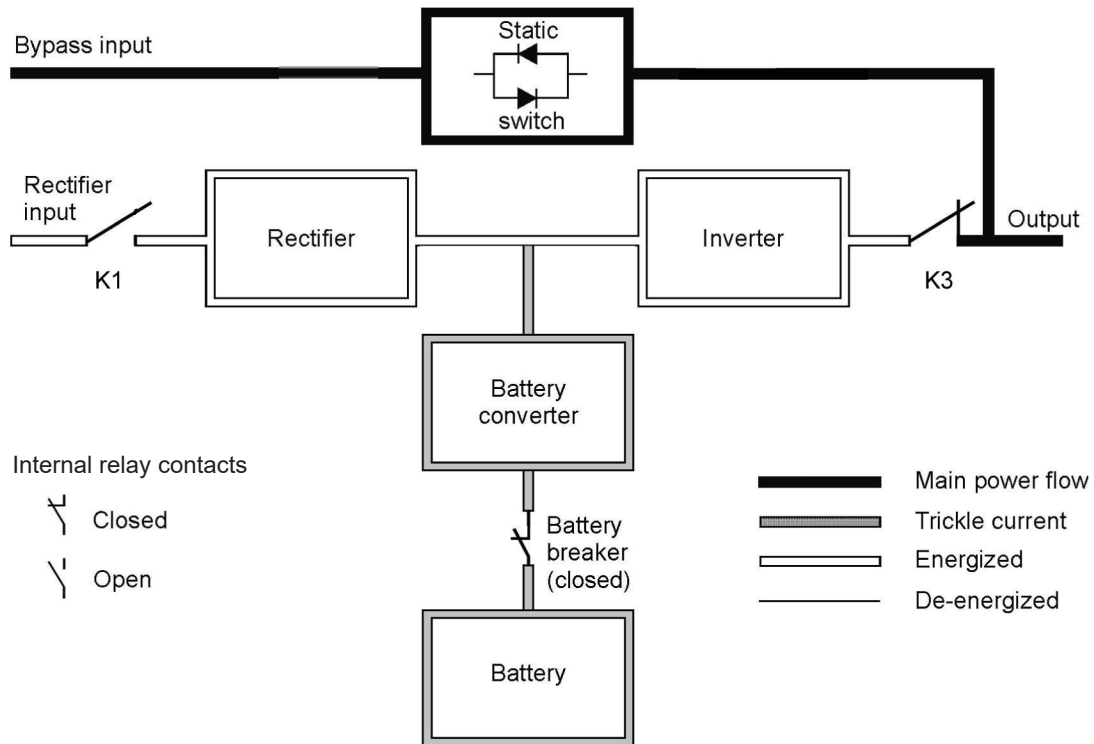 Bypass input
Static
switch
Rectifier
input
K1
Rectifier
Inverter
K3
Output
Battery
converter
Internal relay contacts
Closed
Open
Battery
breaker
(closed)
Battery
Main power flow
Trickle current
Energized
De-energized